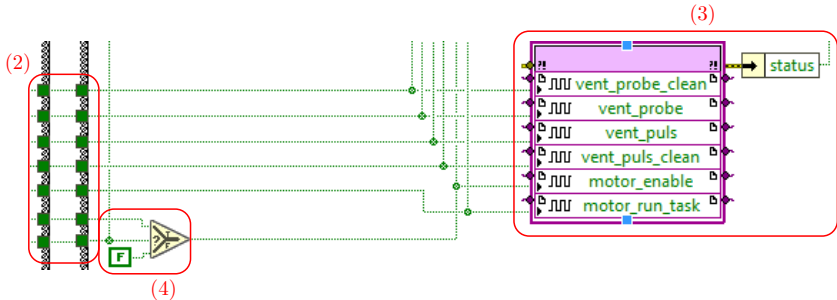 (3)
(2)
?! ?!
status
vent_probe_clean
vent_probe
vent_puls
vent_puls_clean
motor_enable
motor_run_task
? T
F
F
(4)